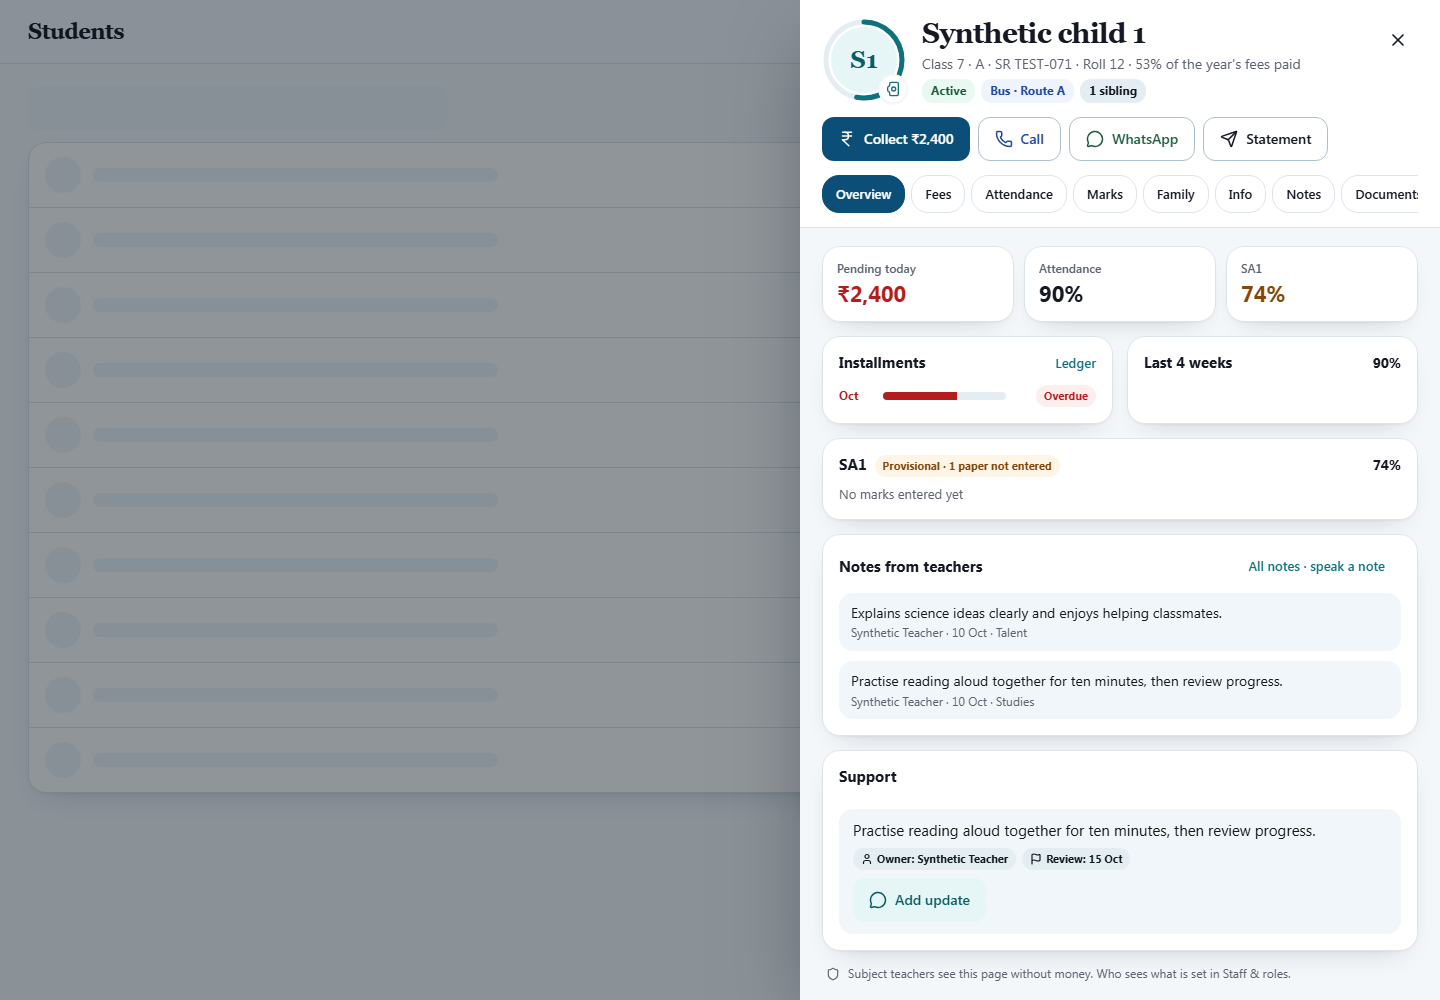 Students
S1
Synthetic child 1
Class 7 · A · SR TEST-071 · Roll 12 · 53% of the year's fees paid
Active
Bus · Route A
1 sibling
Collect ₹2,400
Call
WhatsApp
Statement
Overview
Fees
Attendance
Marks
Family
Info
Notes
Documents
Pending today
₹2,400
Attendance
90%
SA1
74%
Installments
Ledger
Oct
Overdue
Last 4 weeks
90%
SA1
Provisional · 1 paper not entered
74%
No marks entered yet
Notes from teachers
All notes · speak a note
Explains science ideas clearly and enjoys helping classmates.
Synthetic Teacher · 10 Oct · Talent
Practise reading aloud together for ten minutes, then review progress.
Synthetic Teacher · 10 Oct · Studies
Support
Practise reading aloud together for ten minutes, then review progress.
Owner: Synthetic Teacher
Review: 15 Oct
Add update
Subject teachers see this page without money. Who sees what is set in Staff & roles.